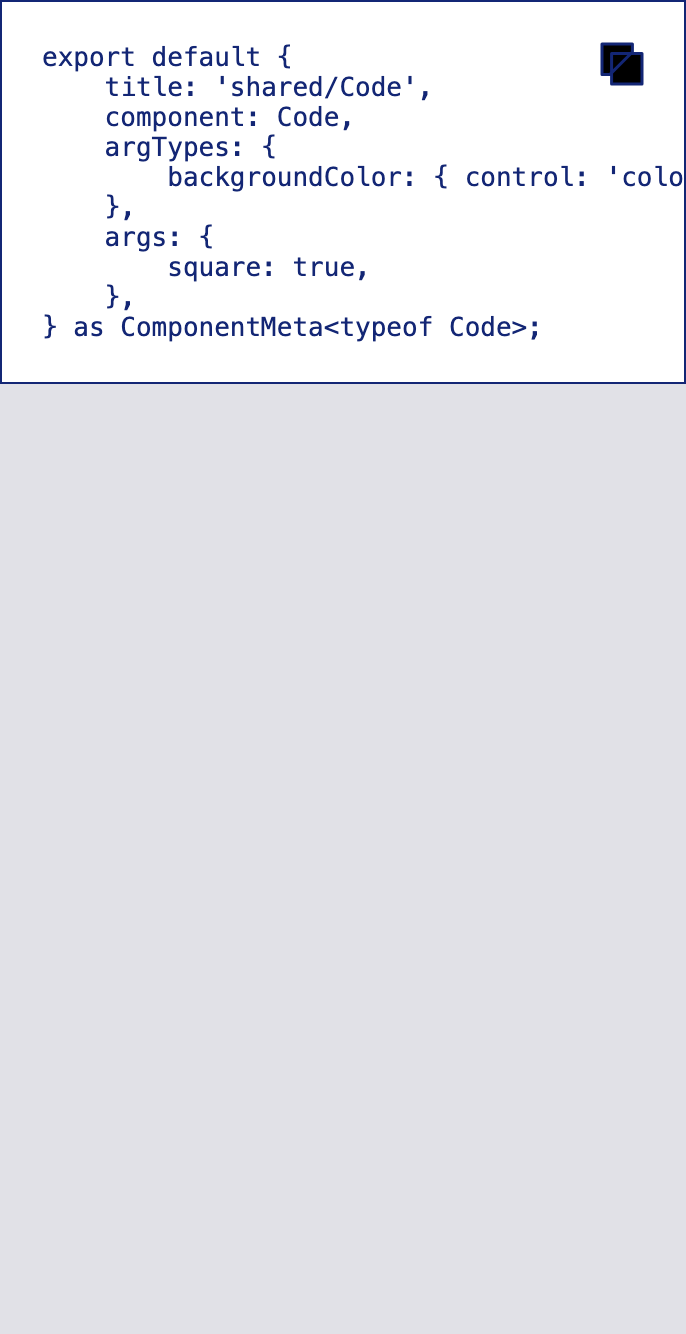 export default {
    title: 'shared/Code',
    component: Code,
    argTypes: {
        backgroundColor: { control: 'colo
    },
    args: {
        square: true,
    },
} as ComponentMeta<typeof Code>;